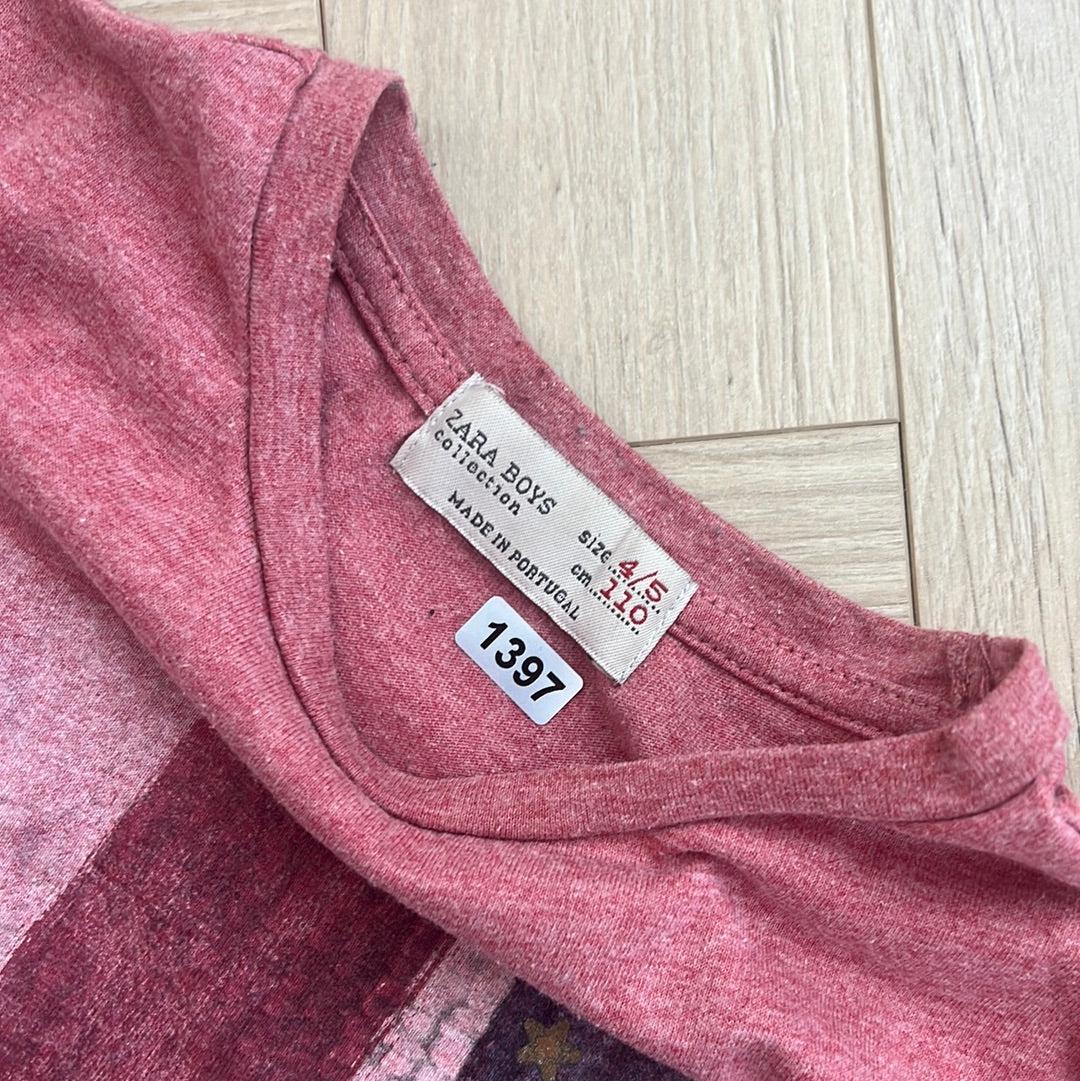 ZARA BOYS
collection
MADE IN PORTUGAL
size 4/5
cm 110
1397